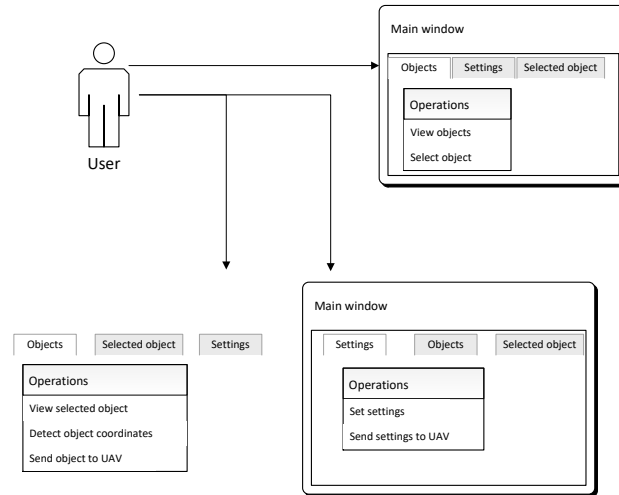 Main window
Objects Settings Selected object
Operations
View objects
Select object
User
Main window
Objects Selected object Settings
Operations
View selected object
Detect object coordinates
Send object to UAV
Settings Objects Selected object
Operations
Set settings
Send settings to UAV